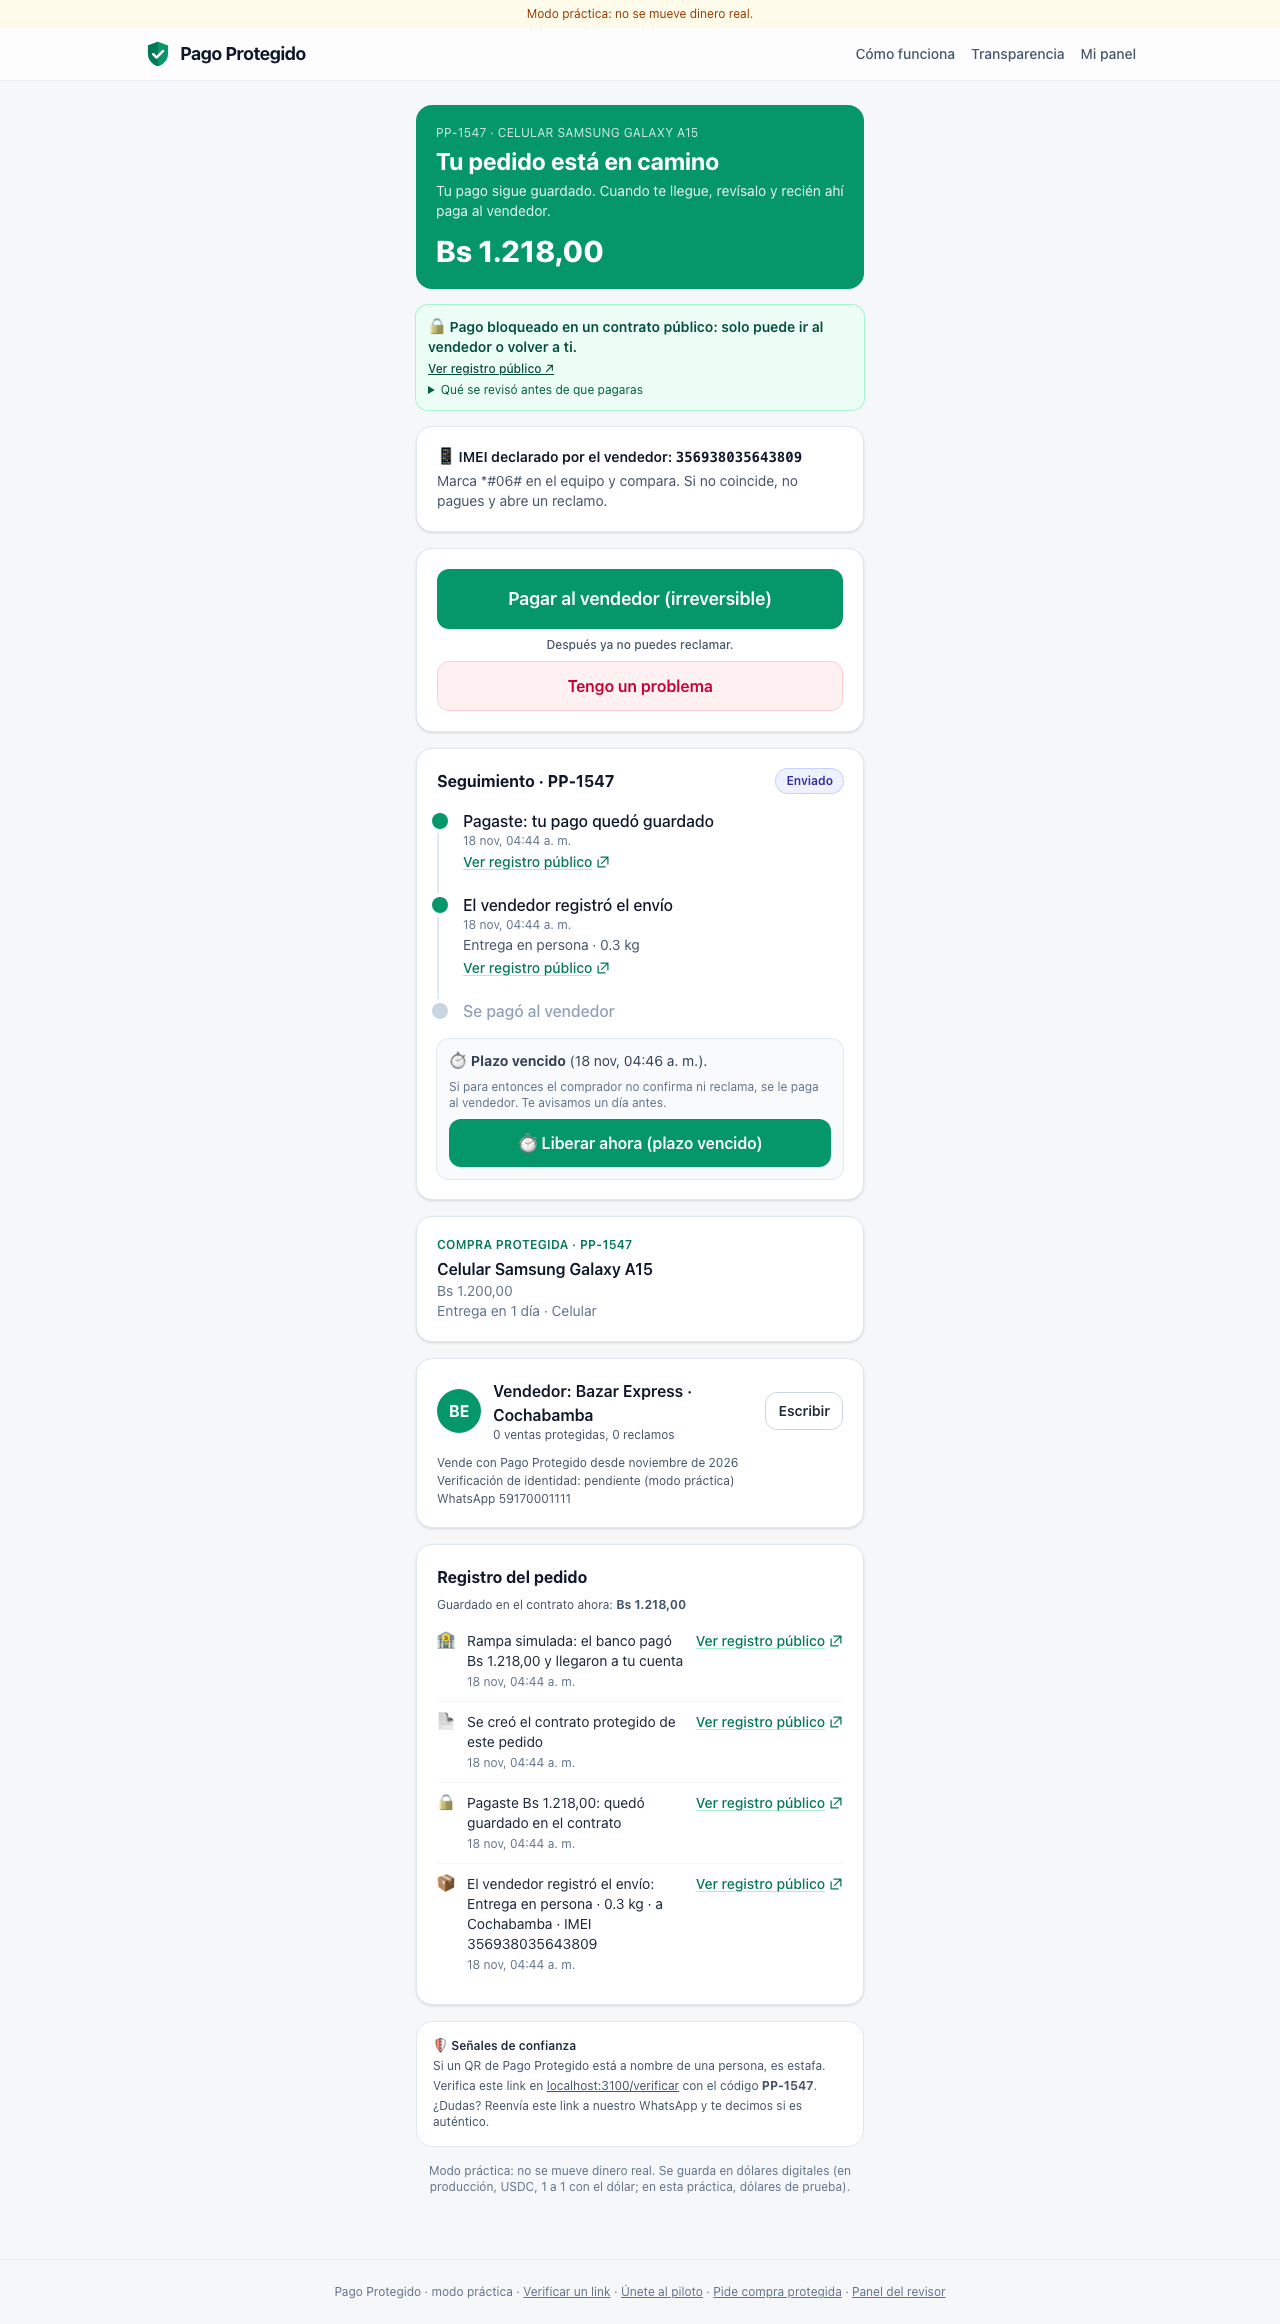 Modo práctica: no se mueve dinero real.
Pago Protegido
Cómo funciona
Transparencia
Mi panel
PP-1547 · CELULAR SAMSUNG GALAXY A15
Tu pedido está en camino
Tu pago sigue guardado. Cuando te llegue, revísalo y recién ahí
paga al vendedor.
Bs 1.218,00
Pago bloqueado en un contrato público: solo puede ir al
vendedor o volver a ti.
Ver registro público ↗
Qué se revisó antes de que pagaras
IMEI declarado por el vendedor: 356938035643809
Marca *#06# en el equipo y compara. Si no coincide, no
pagues y abre un reclamo.
Pagar al vendedor (irreversible)
Después ya no puedes reclamar.
Tengo un problema
Seguimiento · PP-1547
Enviado
Pagaste: tu pago quedó guardado
18 nov, 04:44 a. m.
Ver registro público
El vendedor registró el envío
18 nov, 04:44 a. m.
Entrega en persona · 0.3 kg
Ver registro público
Se pagó al vendedor
Plazo vencido (18 nov, 04:46 a. m.).
Si para entonces el comprador no confirma ni reclama, se le paga
al vendedor. Te avisamos un día antes.
Liberar ahora (plazo vencido)
COMPRA PROTEGIDA · PP-1547
Celular Samsung Galaxy A15
Bs 1.200,00
Entrega en 1 día · Celular
BE
Vendedor: Bazar Express ·
Cochabamba
0 ventas protegidas, 0 reclamos
Escribir
Vende con Pago Protegido desde noviembre de 2026
Verificación de identidad: pendiente (modo práctica)
WhatsApp 59170001111
Registro del pedido
Guardado en el contrato ahora: Bs 1.218,00
Rampa simulada: el banco pagó
Bs 1.218,00 y llegaron a tu cuenta
18 nov, 04:44 a. m.
Ver registro público
Se creó el contrato protegido de
este pedido
18 nov, 04:44 a. m.
Ver registro público
Pagaste Bs 1.218,00: quedó
guardado en el contrato
18 nov, 04:44 a. m.
Ver registro público
El vendedor registró el envío:
Entrega en persona · 0.3 kg · a
Cochabamba · IMEI
356938035643809
18 nov, 04:44 a. m.
Ver registro público
Señales de confianza
Si un QR de Pago Protegido está a nombre de una persona, es estafa.
Verifica este link en localhost:3100/verificar con el código PP-1547.
¿Dudas? Reenvía este link a nuestro WhatsApp y te decimos si es
auténtico.
Modo práctica: no se mueve dinero real. Se guarda en dólares digitales (en
producción, USDC, 1 a 1 con el dólar; en esta práctica, dólares de prueba).
Pago Protegido · modo práctica · Verificar un link · Únete al piloto · Pide compra protegida · Panel del revisor